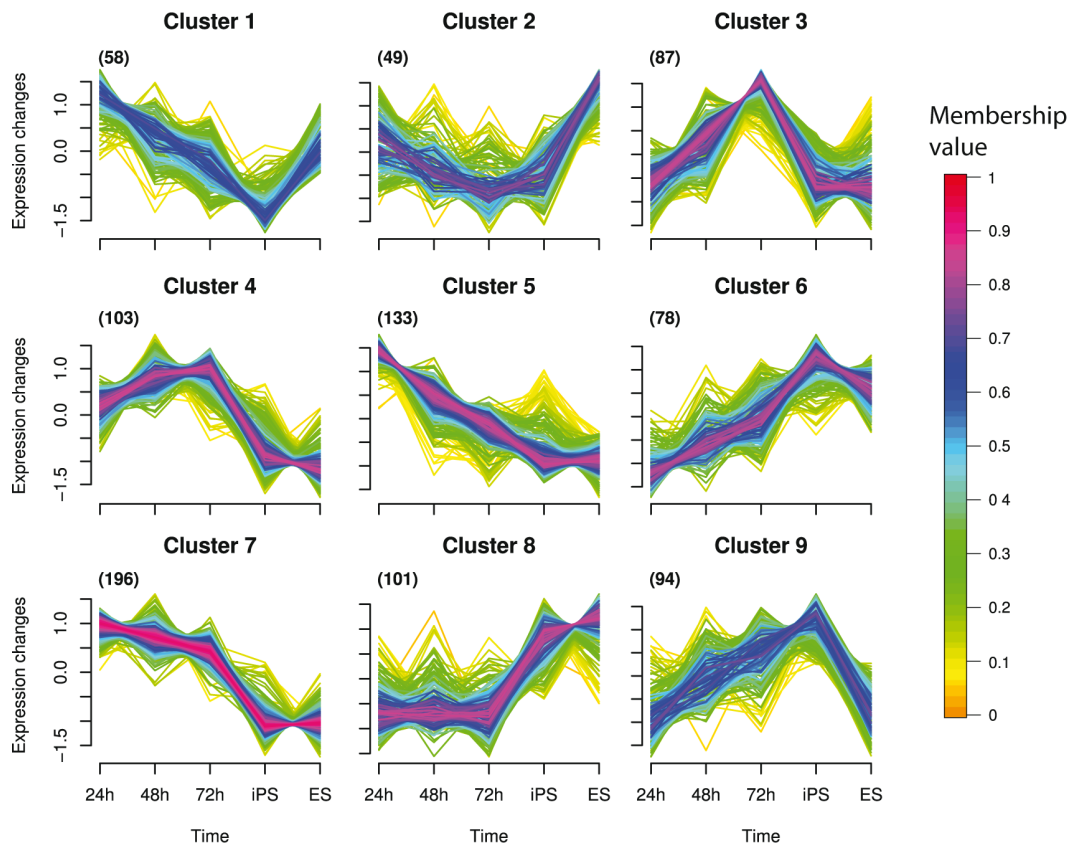 Cluster 1
Cluster 2
Cluster 3
(58)
(49)
(87)
Expression changes
1.0
0.0
−1.5
Cluster 4
Cluster 5
Cluster 6
(103)
(133)
(78)
Expression changes
1.0
0.0
−1.5
Cluster 7
Cluster 8
Cluster 9
(196)
(101)
(94)
Expression changes
1.0
0.0
−1.5
24h 48h 72h iPS ES
24h 48h 72h iPS ES
24h 48h 72h iPS ES
Time
Time
Time
Membership
value
1
0.9
0.8
0.7
0.6
0.5
0 4
0.3
0.2
0.1
0